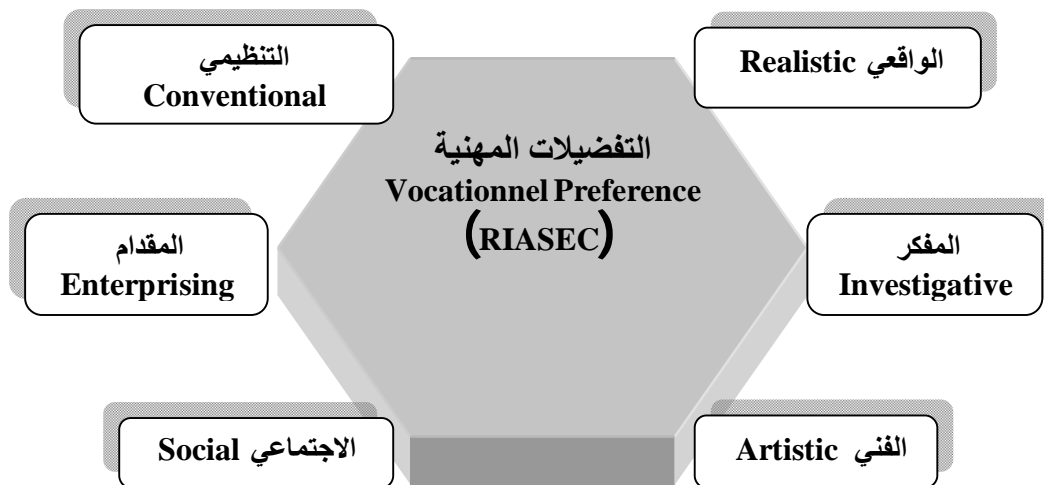 التنظيمي
Conventional
الواقعي Realistic
التفضيلات المهنية
Vocationnel Preference
(RIASEC)
المقدام
Enterprising
المفكر
Investigative
الاجتماعي Social
الفني Artistic